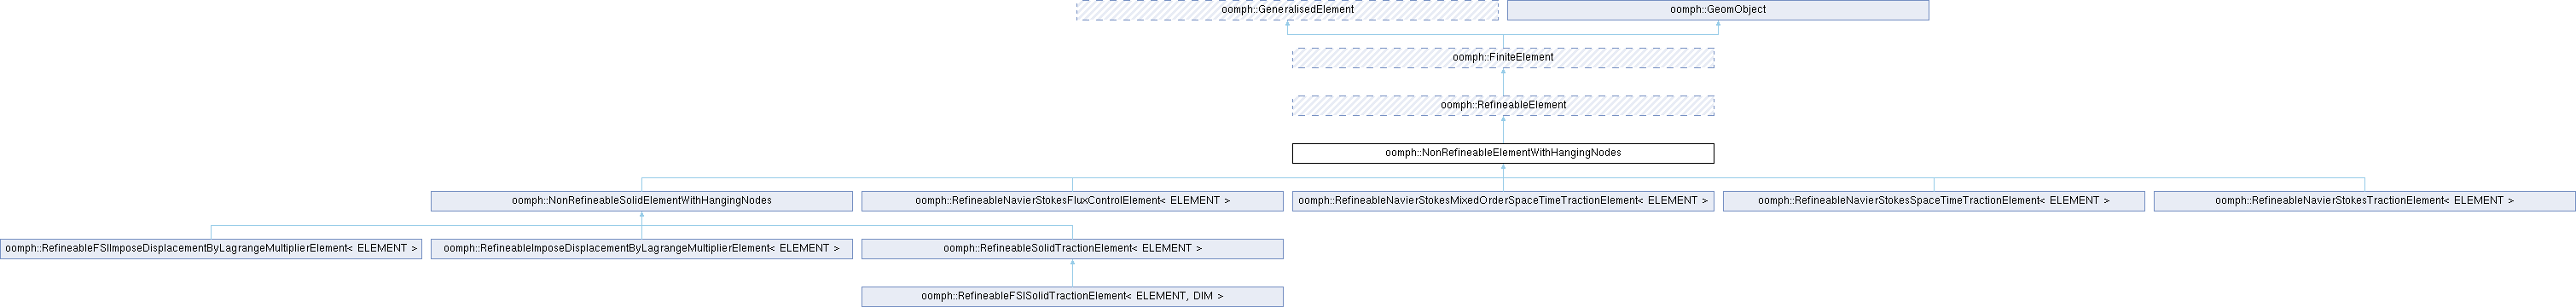 oomph::GeneralisedElement
oomph::GeomObject
oomph::FiniteElement
oomph::RefineableElement
oomph::NonRefineableElementWithHangingNodes
oomph::NonRefineableSolidElementWithHangingNodes
oomph::RefineableNavierStokesFluxControlElement< ELEMENT >
oomph::RefineableNavierStokesMixedOrderSpaceTimeTractionElement< ELEMENT >
oomph::RefineableNavierStokesSpaceTimeTractionElement< ELEMENT >
oomph::RefineableNavierStokesTractionElement< ELEMENT >
oomph::RefineableFSIImposeDisplacementByLagrangeMultiplierElement< ELEMENT >
oomph::RefineableImposeDisplacementByLagrangeMultiplierElement< ELEMENT >
oomph::RefineableSolidTractionElement< ELEMENT >
oomph::RefineableFSISolidTractionElement< ELEMENT, DIM >